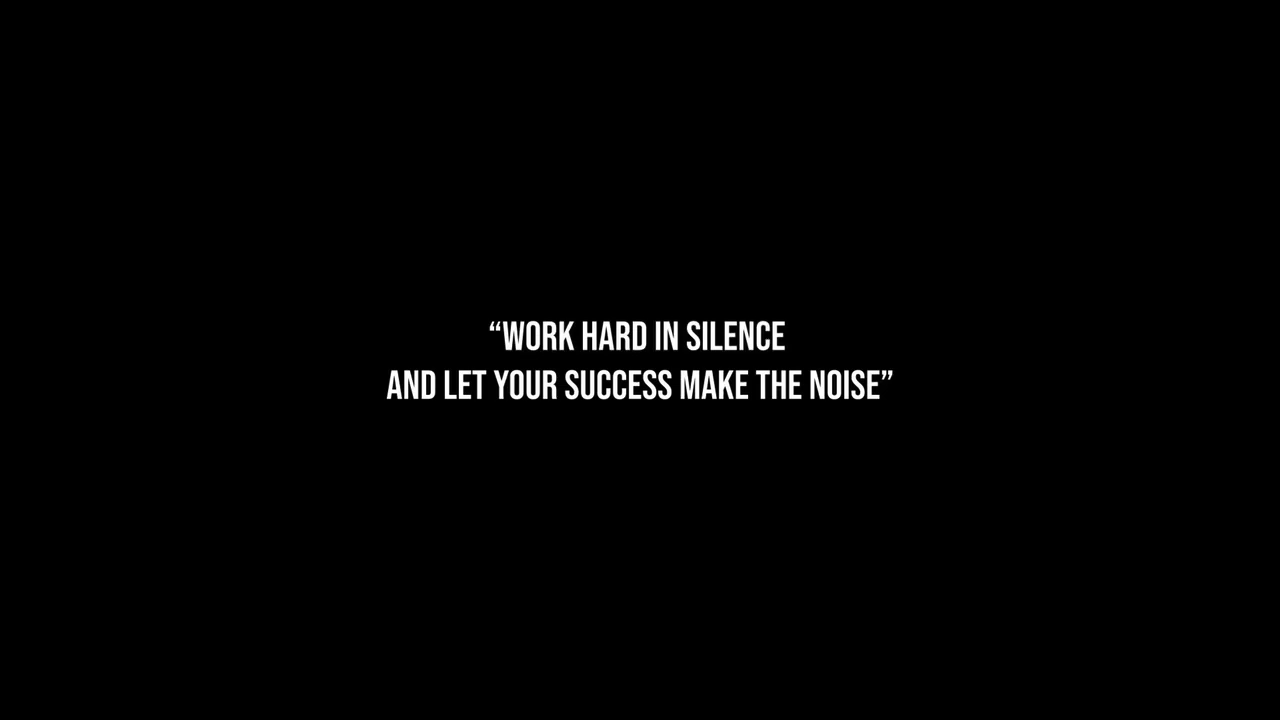 “WORK HARD IN SILENCE
AND LET YOUR SUCCESS MAKE THE NOISE”